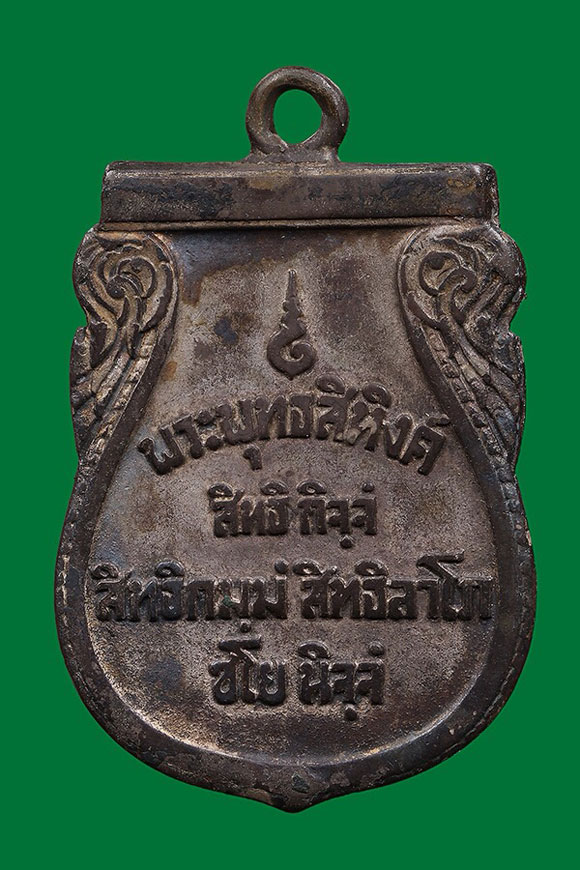 พระพุทธสิหิงค์
สิทธิกิจฺจํ
สิทธิกมฺมํ สิทธิลาโภ
ชโย นิจฺจํ